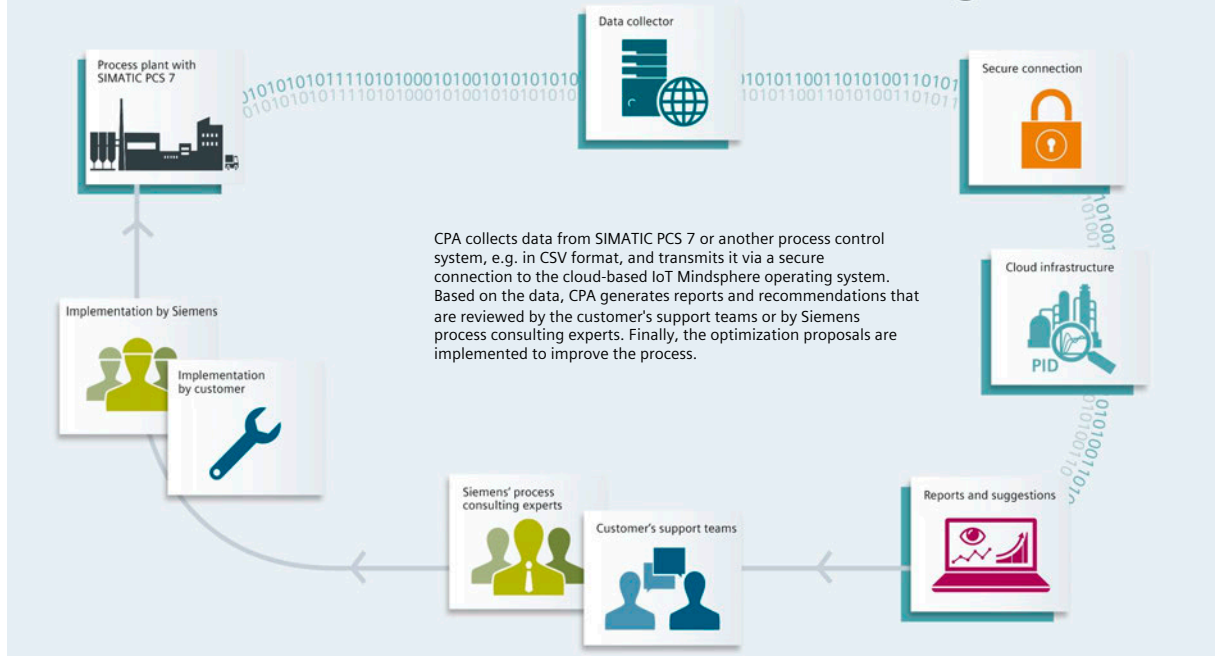 Data collector
Process plant with
SIMATIC PCS 7
Secure connection
CPA collects data from SIMATIC PCS 7 or another process control
system, e.g. in CSV format, and transmits it via a secure
connection to the cloud-based IoT Mindsphere operating system.
Based on the data, CPA generates reports and recommendations that
are reviewed by the customer's support teams or by Siemens
process consulting experts. Finally, the optimization proposals are
implemented to improve the process.
Cloud infrastructure
PID
Implementation by Siemens
Implementation
by customer
Siemens' process
consulting experts
Customer's support teams
Reports and suggestions